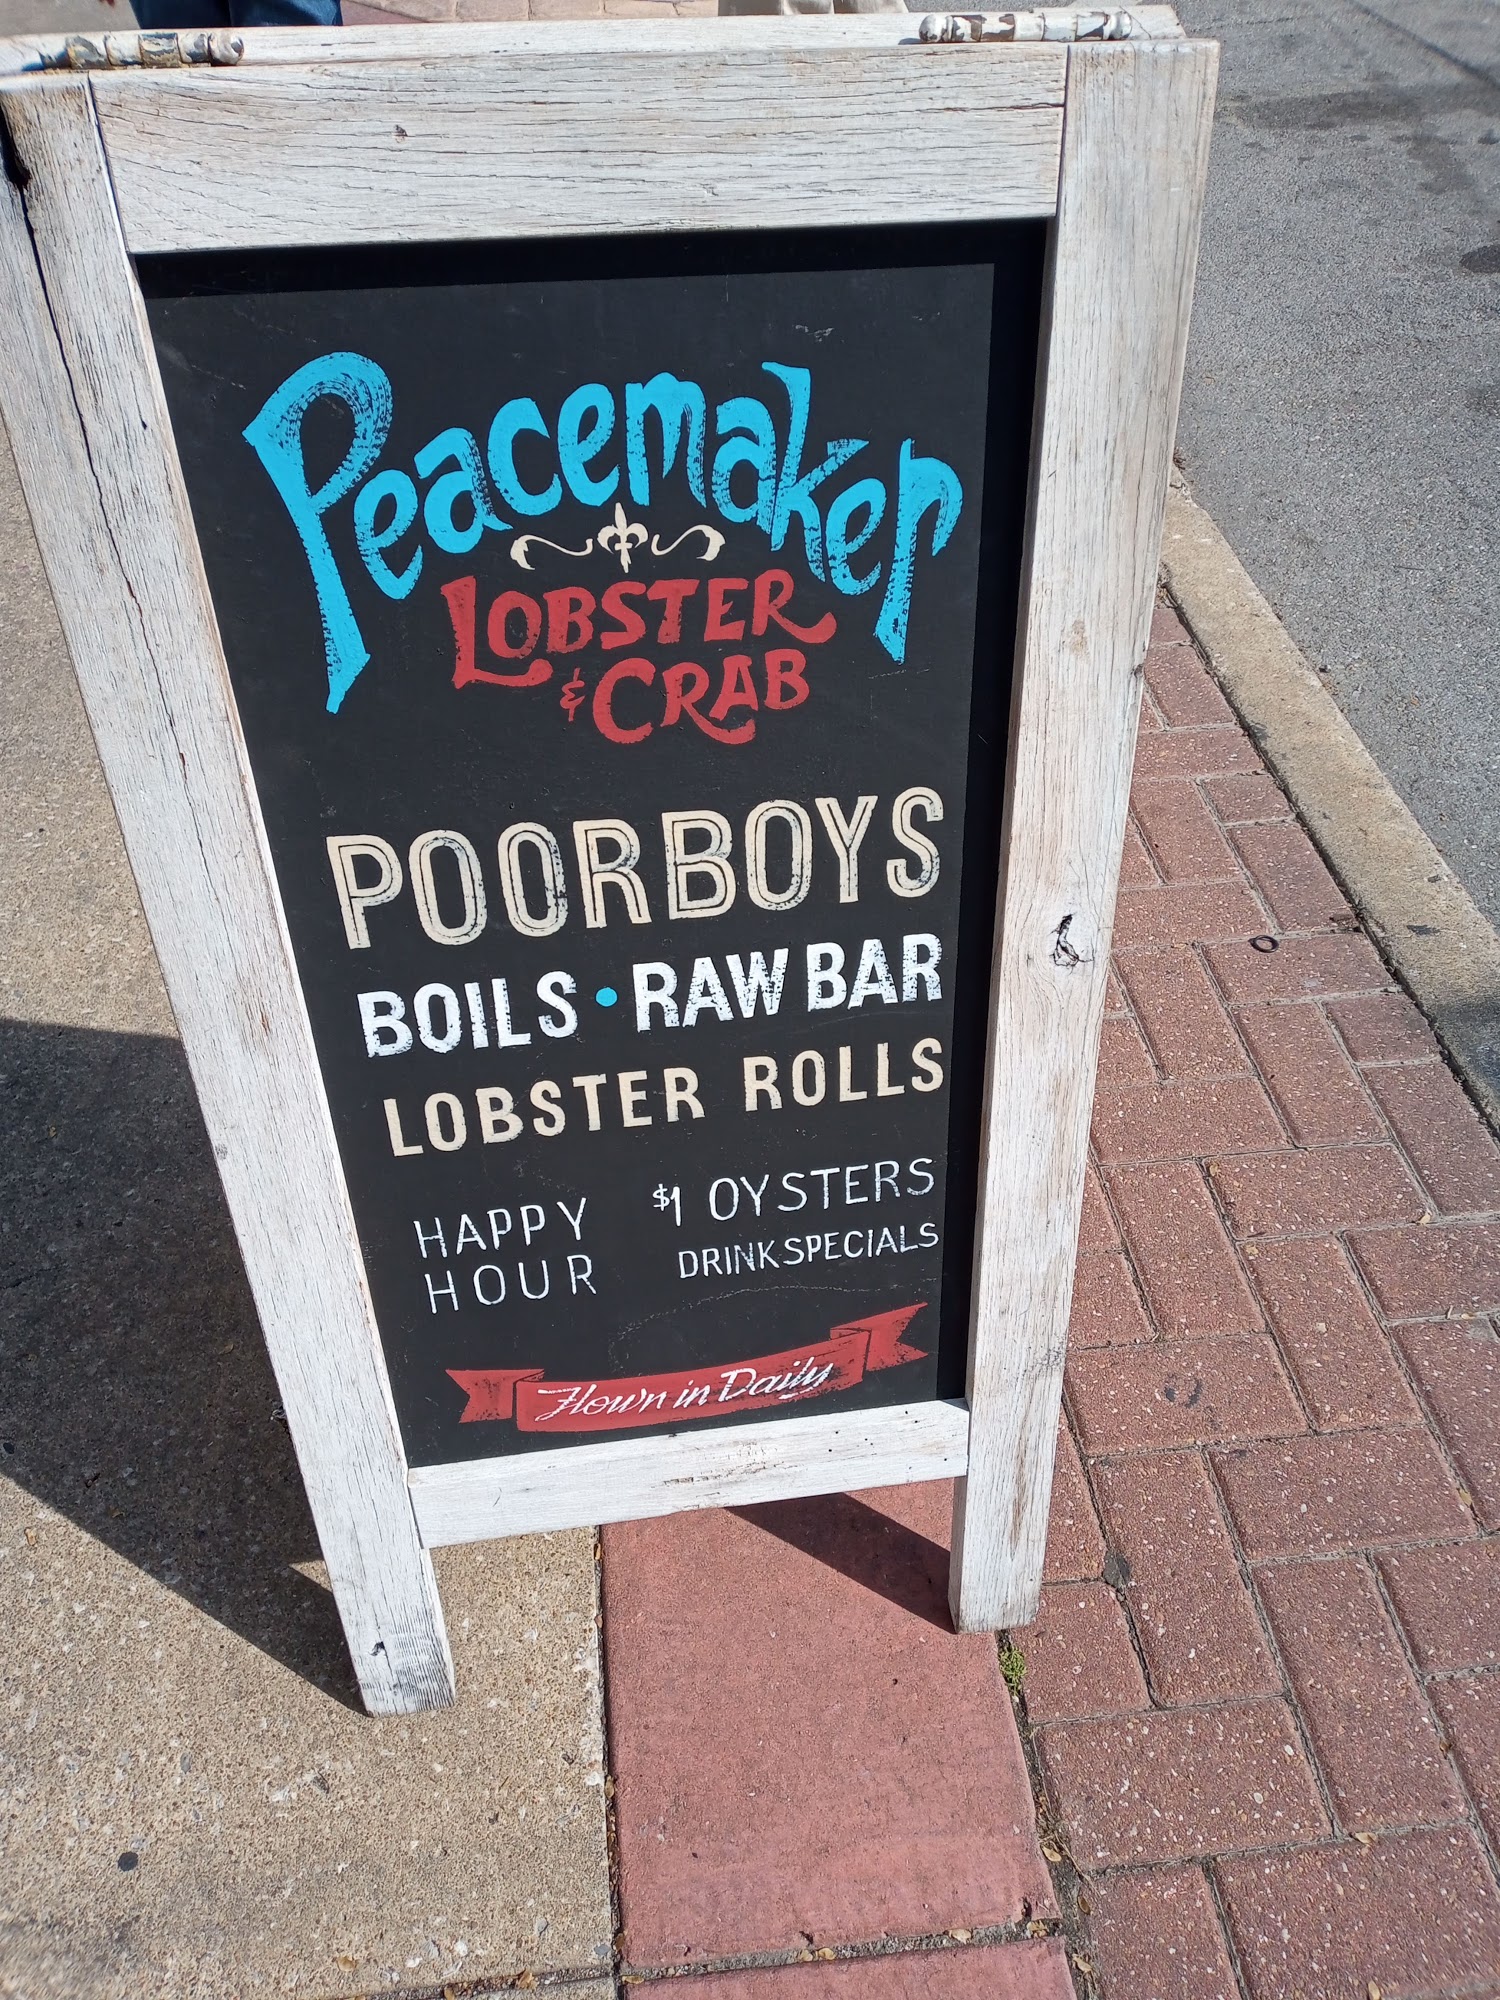 Peacemaker
LOBSTER
& CRAB
POORBOYS
BOILS • RAW BAR
LOBSTER ROLLS
HAPPY HOUR
$1 OYSTERS
DRINK SPECIALS
Flown in Daily